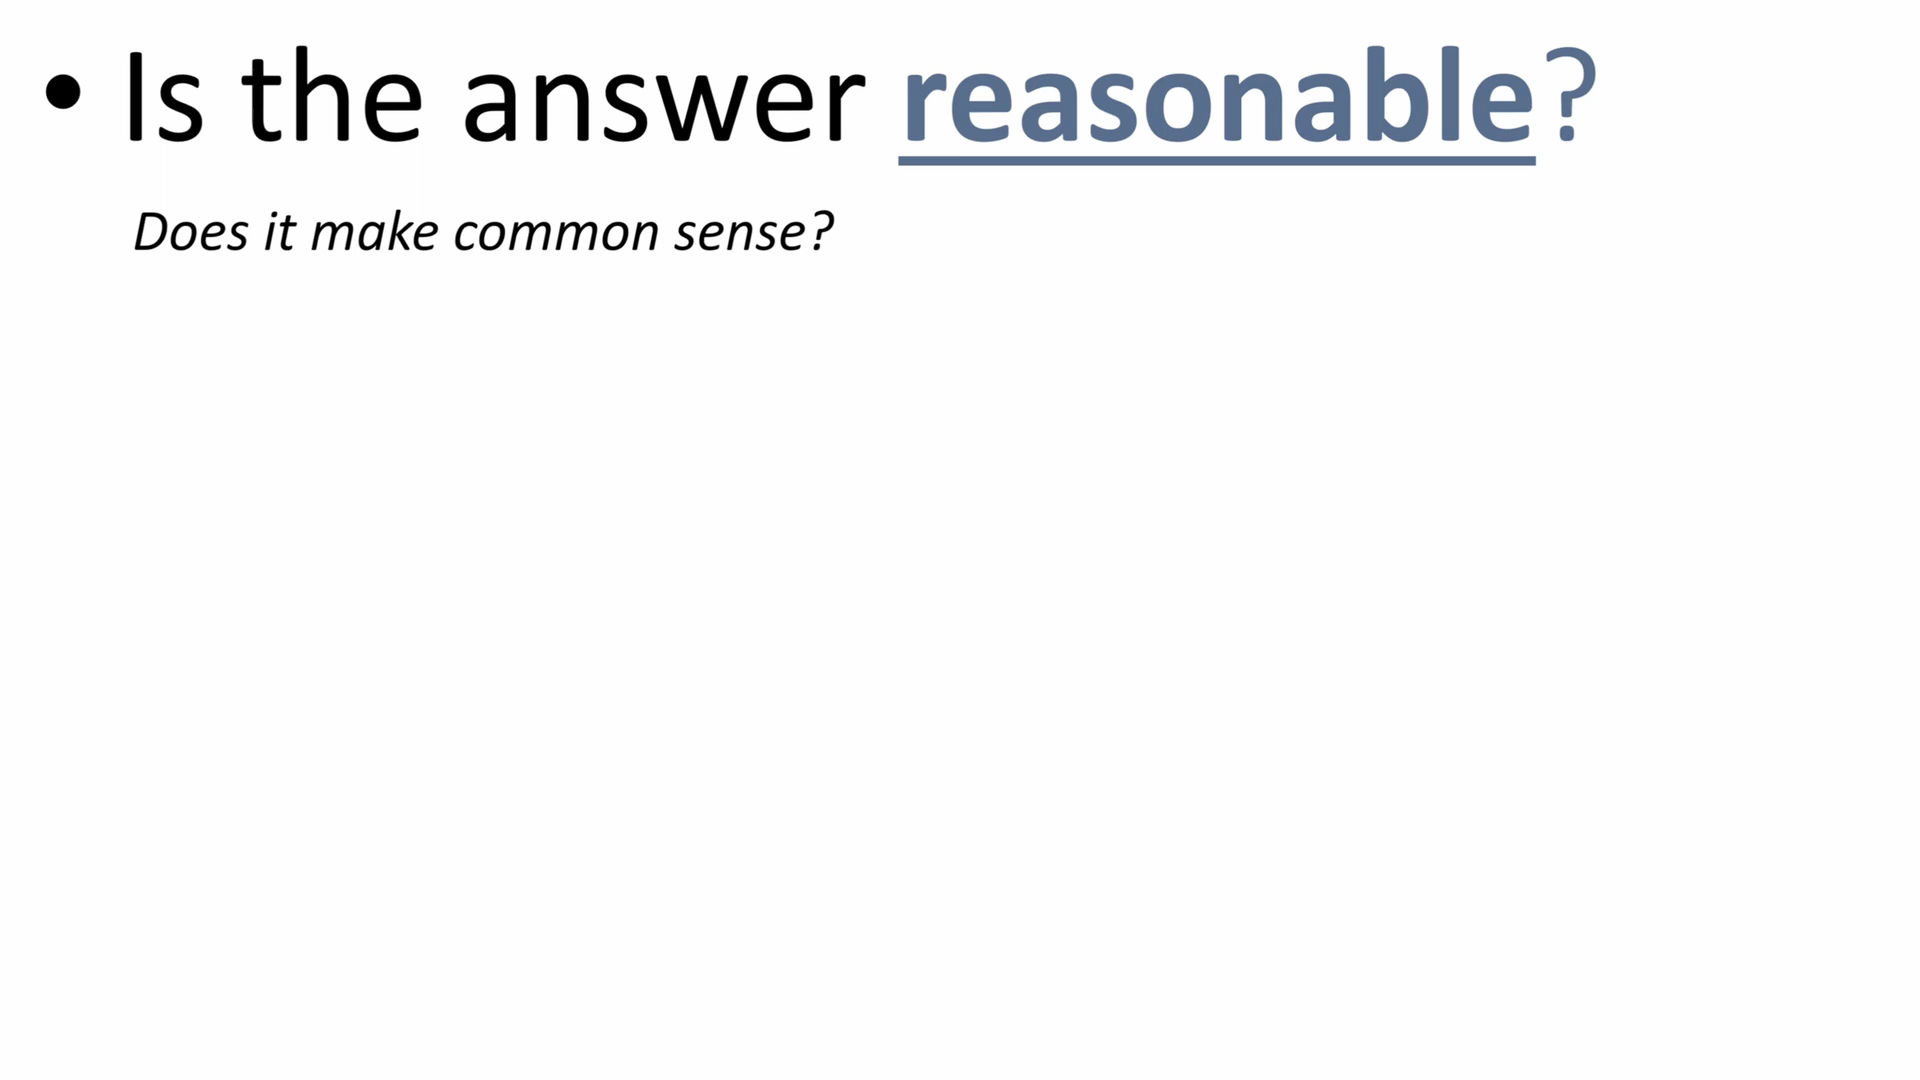 • Is the answer reasonable?
Does it make common sense?